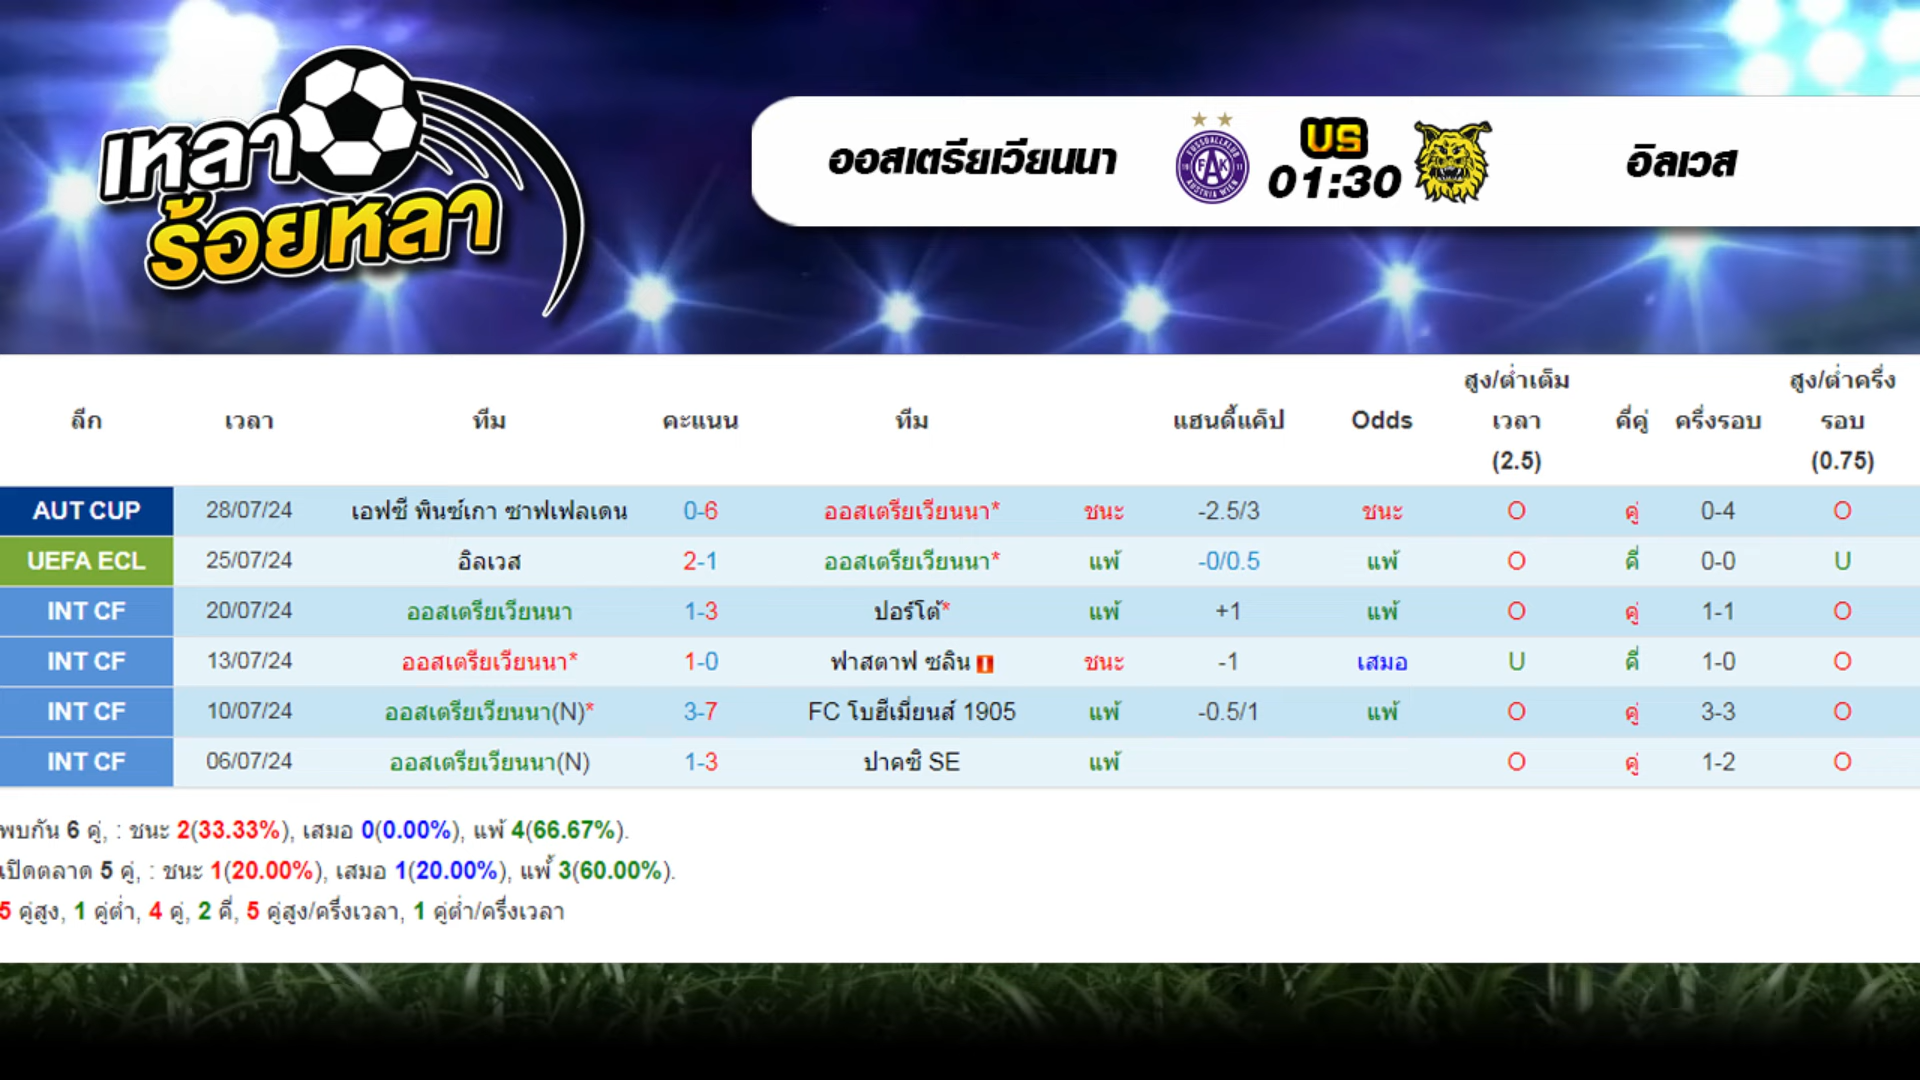 เหลา
ร้อยหลา
ออสเตรียเวียนนา
FUSSBALLKLUB
FAK
AUSTRIA WIEN
VS
01:30
อิลเวส
ลีก เวลา ทีม คะแนน ทีม แฮนดี้แค็ป Odds สูง/ต่ำเต็มเวลา (2.5) คี่คู่ ครึ่งรอบ สูง/ต่ำครึ่งรอบ (0.75)
AUT CUP 28/07/24 เอฟซี พินซ์เกา ซาฟเฟลเดน 0-6 ออสเตรียเวียนนา* ชนะ -2.5/3 ชนะ O คู่ 0-4 O
UEFA ECL 25/07/24 อิลเวส 2-1 ออสเตรียเวียนนา* แพ้ -0/0.5 แพ้ O คี่ 0-0 U
INT CF 20/07/24 ออสเตรียเวียนนา 1-3 ปอร์โต้* แพ้ +1 แพ้ O คู่ 1-1 O
INT CF 13/07/24 ออสเตรียเวียนนา* 1-0 ฟาสตาฟ ซลิน 1 ชนะ -1 เสมอ U คี่ 1-0 O
INT CF 10/07/24 ออสเตรียเวียนนา(N)* 3-7 FC โบฮีเมี่ยนส์ 1905 แพ้ -0.5/1 แพ้ O คู่ 3-3 O
INT CF 06/07/24 ออสเตรียเวียนนา(N) 1-3 ปาคซิ SE แพ้ O คู่ 1-2 O
พบกัน 6 คู่, : ชนะ 2(33.33%), เสมอ 0(0.00%), แพ้ 4(66.67%).
เปิดตลาด 5 คู่, : ชนะ 1(20.00%), เสมอ 1(20.00%), แพ้ 3(60.00%).
5 คู่สูง, 1 คู่ต่ำ, 4 คู่, 2 คี่, 5 คู่สูง/ครึ่งเวลา, 1 คู่ต่ำ/ครึ่งเวลา